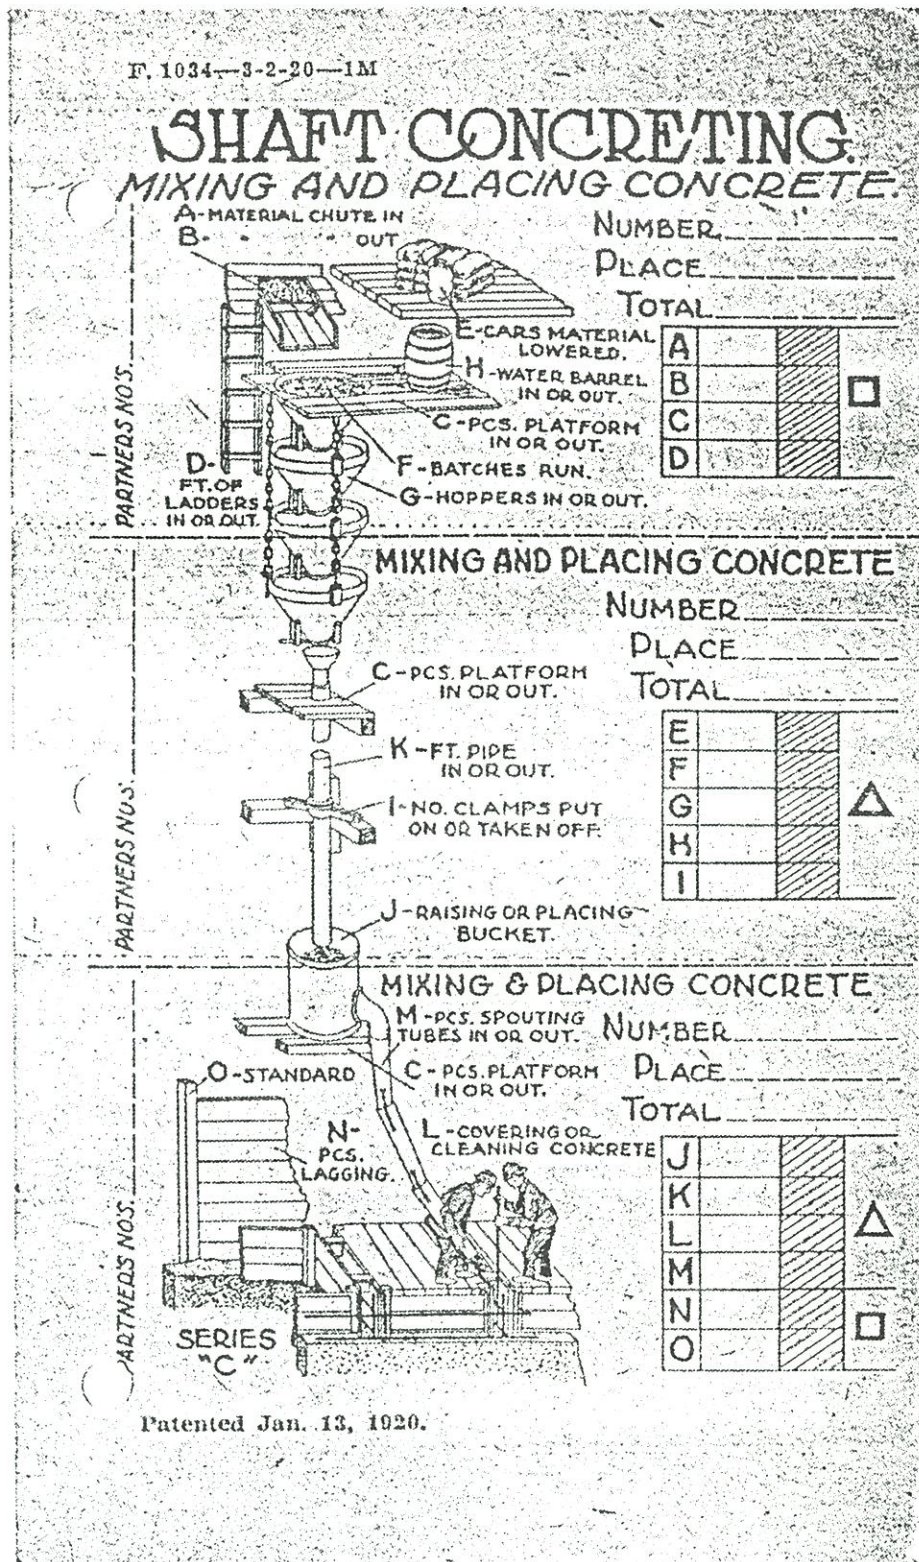 F. 1034—3-2-20—1M
SHAFT CONCRETING.
MIXING AND PLACING CONCRETE.
A-MATERIAL CHUTE IN
B- " " " OUT
NUMBER
PLACE
TOTAL
E-CARS MATERIAL
LOWERED.
H-WATER BARREL
IN OR OUT.
C-PCS. PLATFORM
IN OR OUT.
F-BATCHES RUN.
G-HOPPERS IN OR OUT.
D-
FT. OF
LADDERS
IN OR OUT.
PARTNERS NO'S.
A
B
C
D
MIXING AND PLACING CONCRETE
NUMBER
PLACE
TOTAL
C-PCS. PLATFORM
IN OR OUT.
K-FT. PIPE
IN OR OUT.
I-NO. CLAMPS PUT
ON OR TAKEN OFF.
J-RAISING OR PLACING
BUCKET.
PARTNERS NOS.
E
F
G
H
I
MIXING & PLACING CONCRETE
M-PCS. SPOUTING
TUBES IN OR OUT.
NUMBER
PLACE
TOTAL
C-PCS. PLATFORM
IN OR OUT.
O-STANDARD
N-
PCS.
LAGGING.
L-COVERING OR
CLEANING CONCRETE
ARTNER'S NOS.
J
K
L
M
N
O
SERIES
"C"
Patented Jan. 13, 1920.